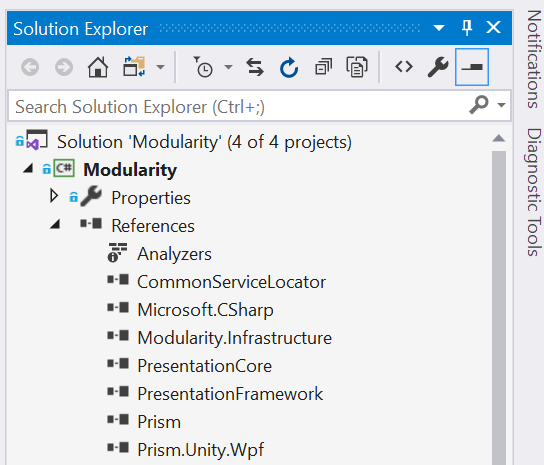 Solution Explorer
Search Solution Explorer (Ctrl+;)
Solution 'Modularity' (4 of 4 projects)
C# Modularity
Properties
References
Analyzers
CommonServiceLocator
Microsoft.CSharp
Modularity.Infrastructure
PresentationCore
PresentationFramework
Prism
Prism.Unity.Wpf
Notifications
Diagnostic Tools